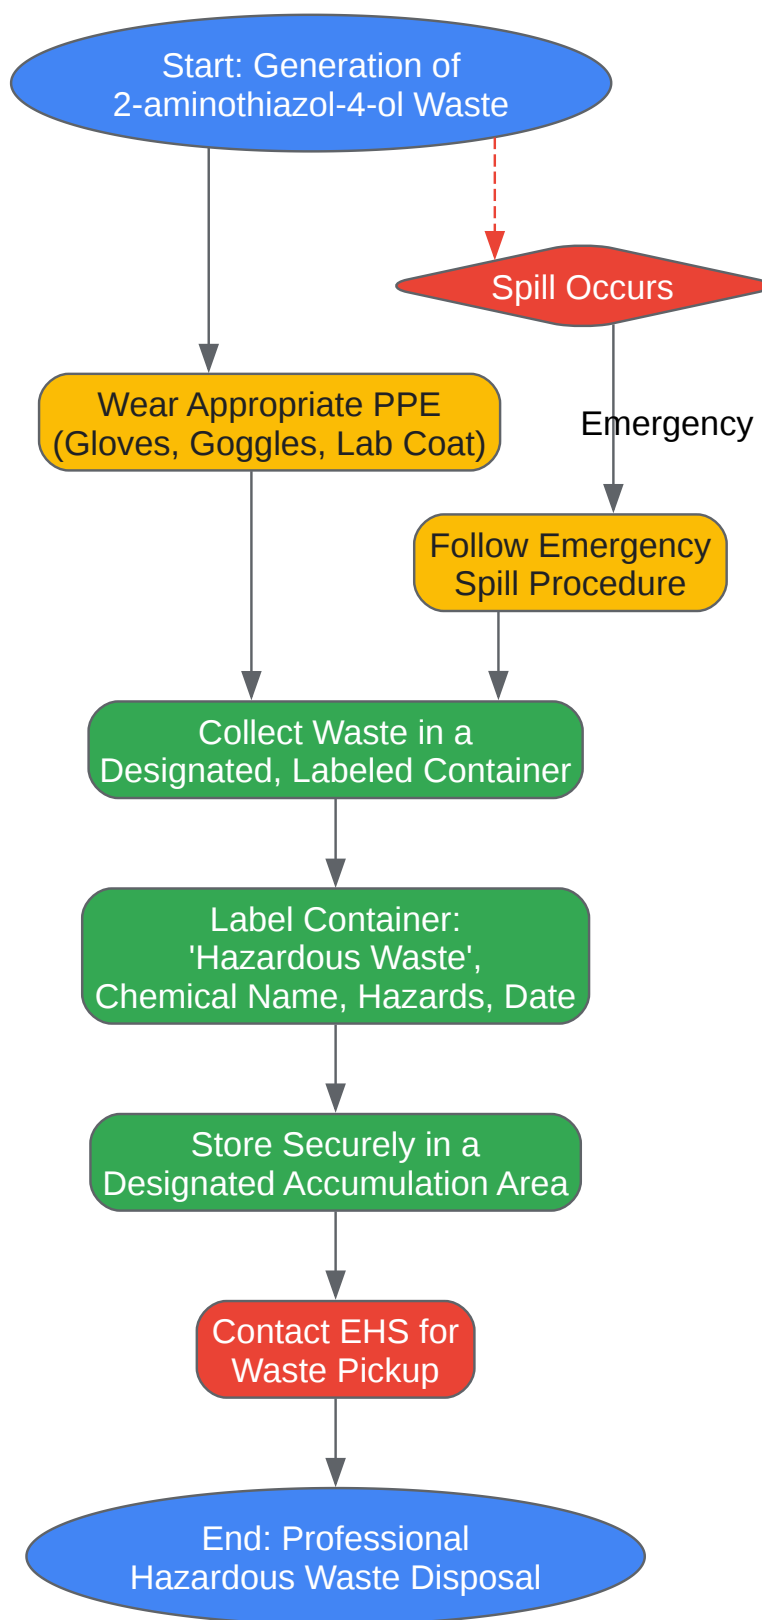 Start: Generation of
2-aminothiazol-4-ol Waste
Spill Occurs
Wear Appropriate PPE
(Gloves, Goggles, Lab Coat)
Emergency
Follow Emergency
Spill Procedure
Collect Waste in a
Designated, Labeled Container
Label Container:
'Hazardous Waste',
Chemical Name, Hazards, Date
Store Securely in a
Designated Accumulation Area
Contact EHS for
Waste Pickup
End: Professional
Hazardous Waste Disposal